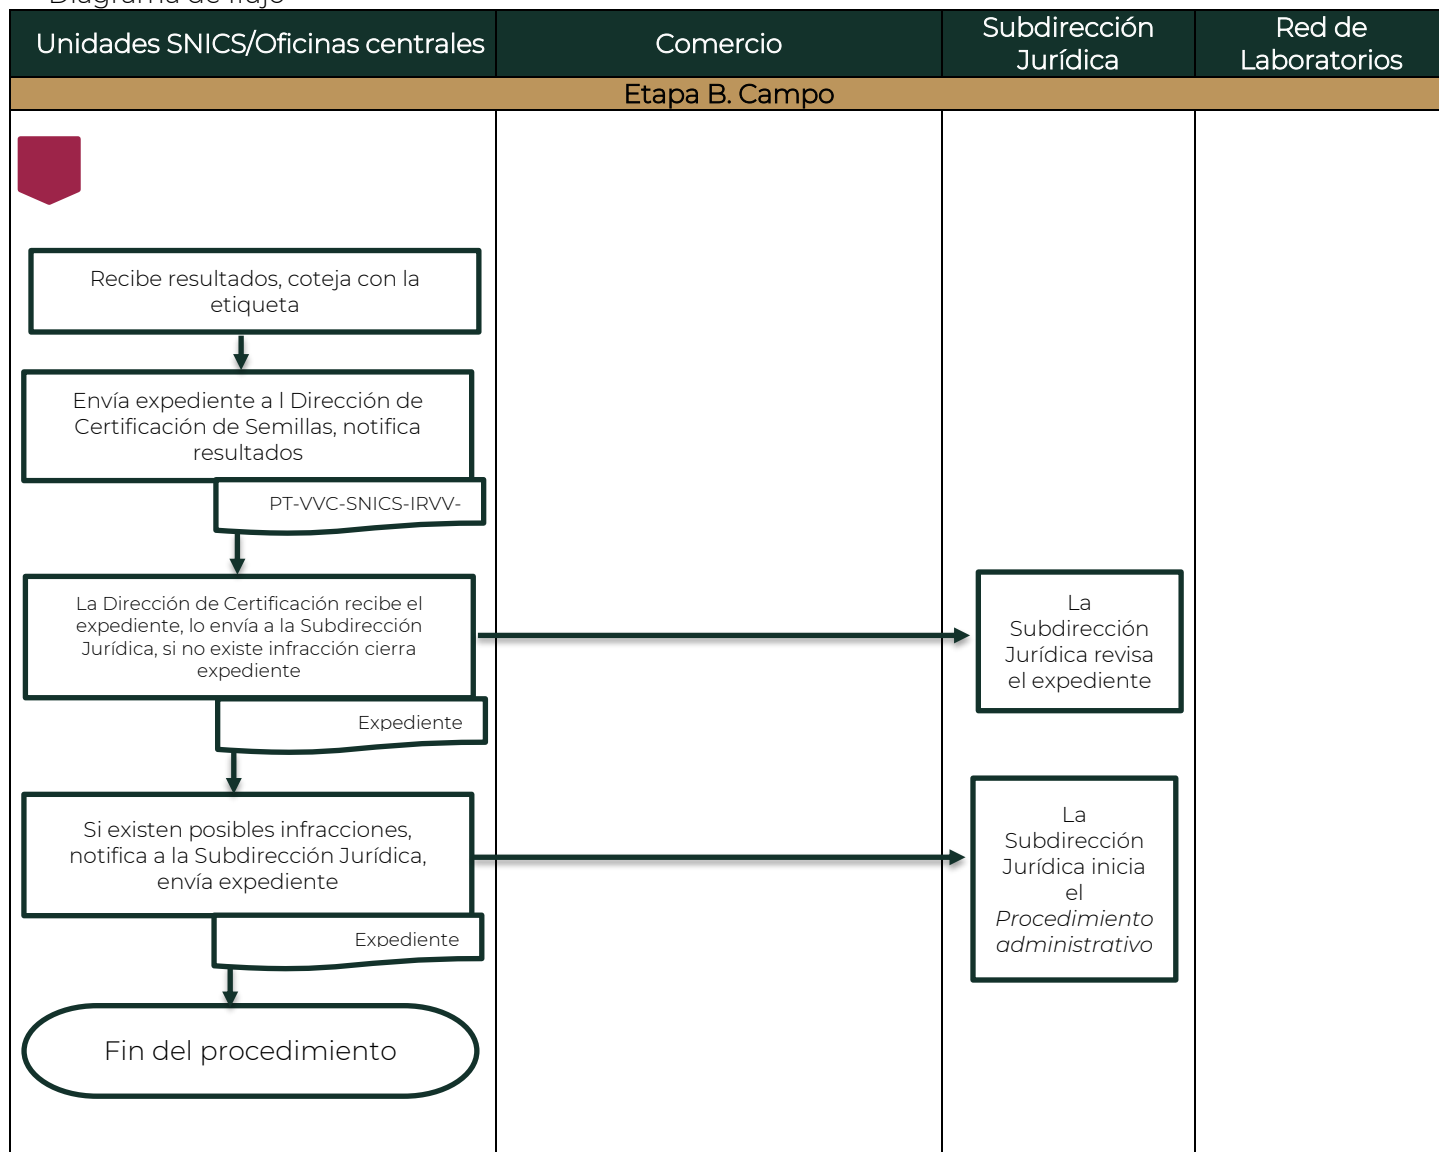 Diagrama de flujo
Unidades SNICS/Oficinas centrales
Comercio
Subdirección
Jurídica
Red de
Laboratorios
Etapa B. Campo
Recibe resultados, coteja con la
etiqueta
Envía expediente a l Dirección de
Certificación de Semillas, notifica
resultados
PT-VVC-SNICS-IRVV-
La Dirección de Certificación recibe el
expediente, lo envía a la Subdirección
Jurídica, si no existe infracción cierra
expediente
La
Subdirección
Jurídica revisa
el expediente
Expediente
Si existen posibles infracciones,
notifica a la Subdirección Jurídica,
envía expediente
La
Subdirección
Jurídica inicia
el
Procedimiento
administrativo
Expediente
Fin del procedimiento